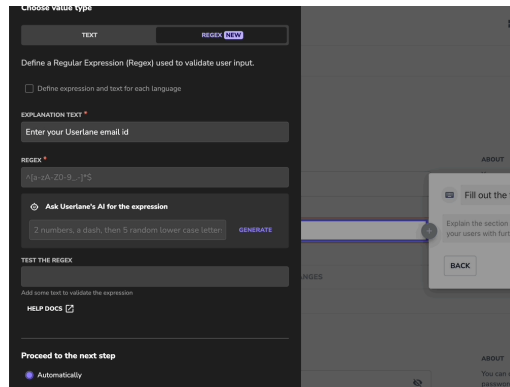 Choose value type
TEXT
REGEX NEW
Define a Regular Expression (Regex) used to validate user input.
Define expression and text for each language
EXPLANATION TEXT *
Enter your Userlane email id
REGEX *
^[a-zA-Z0-9_.-]*$
Ask Userlane's AI for the expression
2 numbers, a dash, then 5 random lower case letter
GENERATE
TEST THE REGEX
Add some text to validate the expression
HELP DOCS
Proceed to the next step
Automatically
ABOUT
Fill out the
Explain the section
your users with furt
BACK
ANGES
ABOUT
You can
password